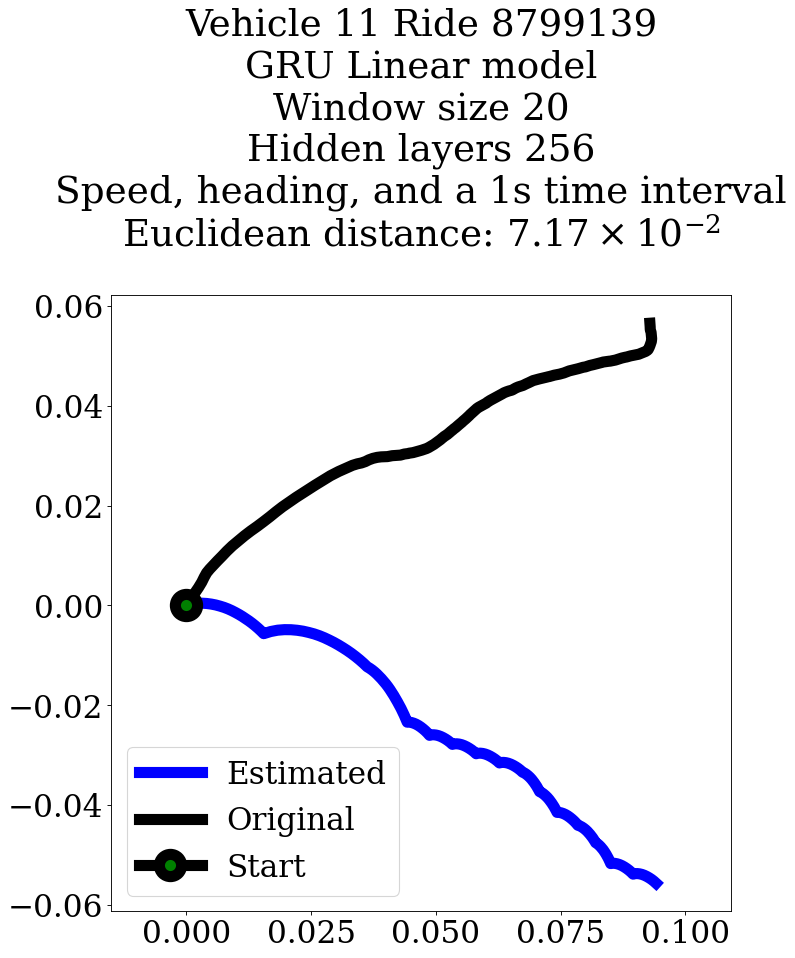 Vehicle 11 Ride 8799139
GRU Linear model
Window size 20
Hidden layers 256
Speed, heading, and a 1s time interval
Euclidean distance: 7.17 × 10⁻²
0.06
0.04
0.02
0.00
−0.02
−0.04
−0.06
Estimated
Original
Start
0.000 0.025 0.050 0.075 0.100